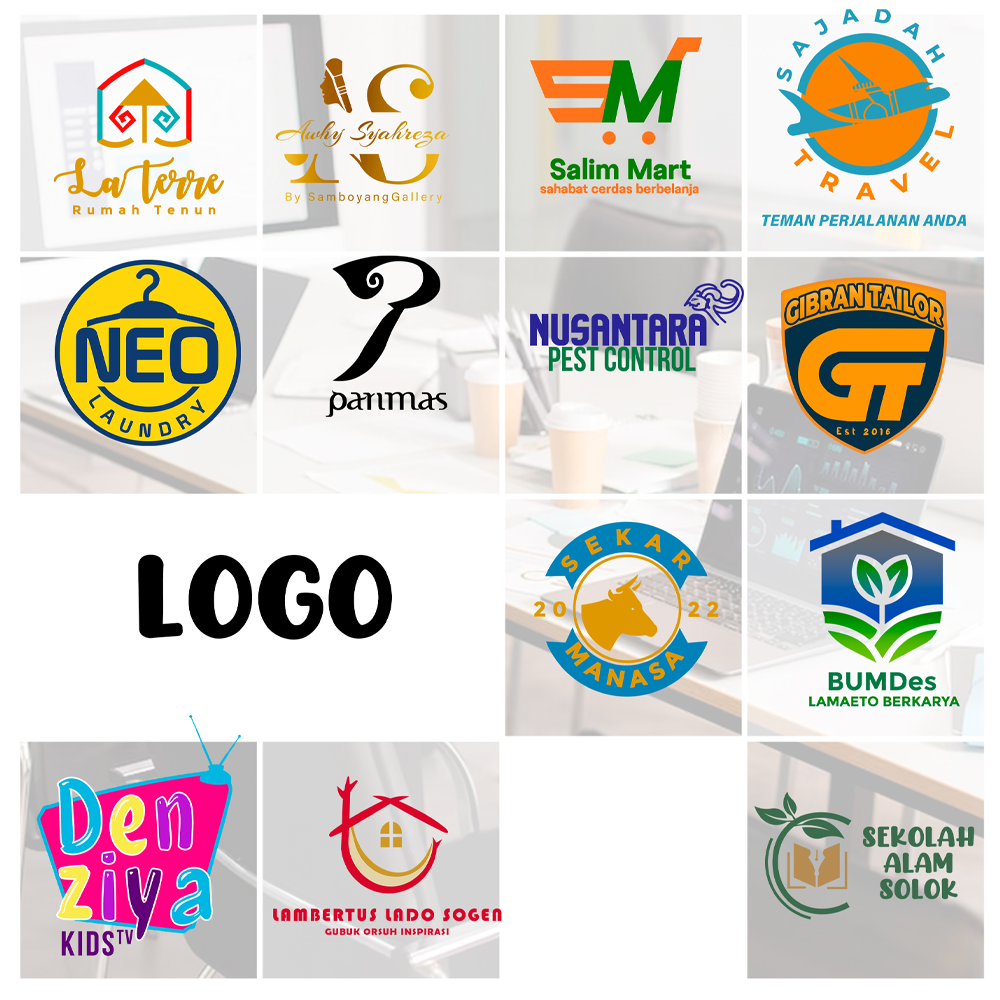 La Terre
Rumah Tenun
AS
Awhy Syahreza
By SamboyangGallery
SM
Salim Mart
sahabat cerdas berbelanja
SAJADAH
TRAVEL
TEMAN PERJALANAN ANDA
NEO
LAUNDRY
parimas
NUSANTARA
PEST CONTROL
GIBRAN TAILOR
GT
Est 2016
LOGO
SEKAR
20 22
MANASA
BUMDes
LAMAETO BERKARYA
Den
ziya
KIDS TV
LAMBERTUS LADO SOGEN
GUBUK ORSUH INSPIRASI
SEKOLAH
ALAM
SOLOK